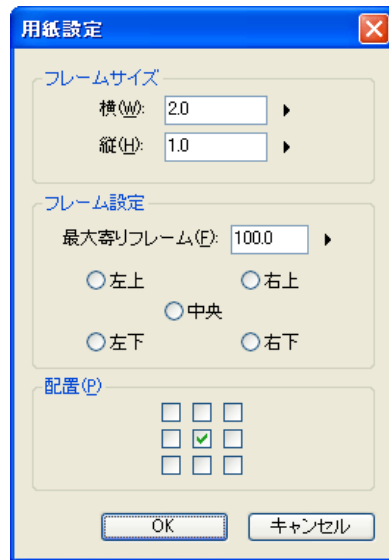 用紙設定
フレームサイズ
横(W): 2.0
縦(H): 1.0
フレーム設定
最大寄りフレーム(F): 100.0
左上 右上
中央
左下 右下
配置(P)
OK キャンセル